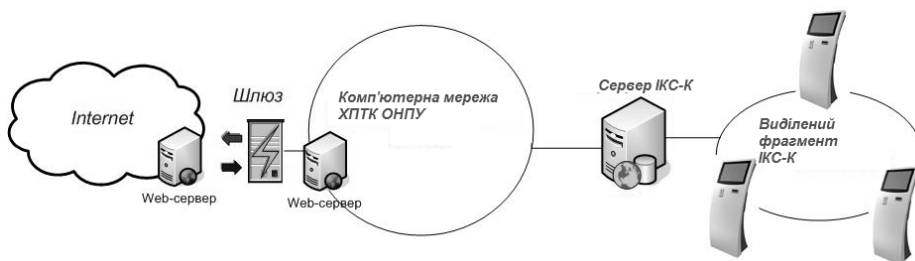 Internet
Web-сервер
Шлюз
Web-сервер
Комп'ютерна мережа
ХПТК ОНПУ
Сервер ІКС-К
Виділений
фрагмент
ІКС-К